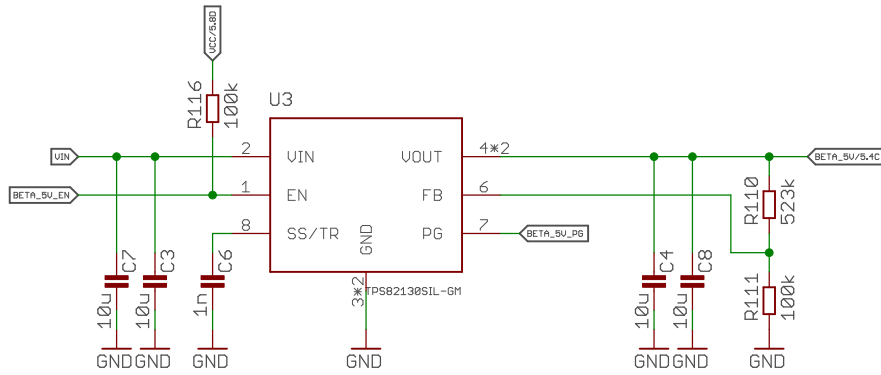 VCC/5.8D
R116
100k
U3
VIN
2
VIN
VOUT
4*2
BETA_5V/5.4C
BETA_5V_EN
1
EN
FB
6
R110
523k
8
SS/TR
GND
PG
7
BETA_5V_PG
C7
10u
C3
10u
C6
1n
3*2
TPS82130SIL-GM
C4
10u
C8
10u
R111
100k
GND
GND
GND
GND
GND
GND
GND